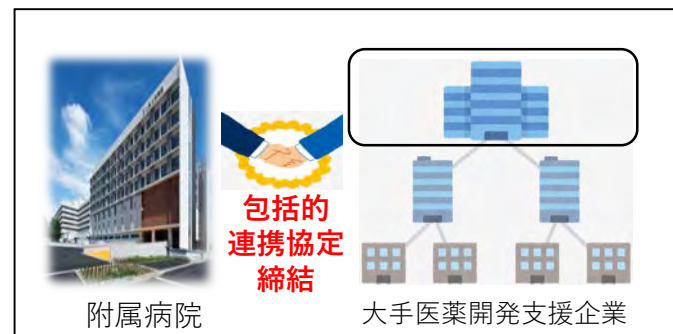 包括的
連携協定
締結
附属病院
大手医薬開発支援企業